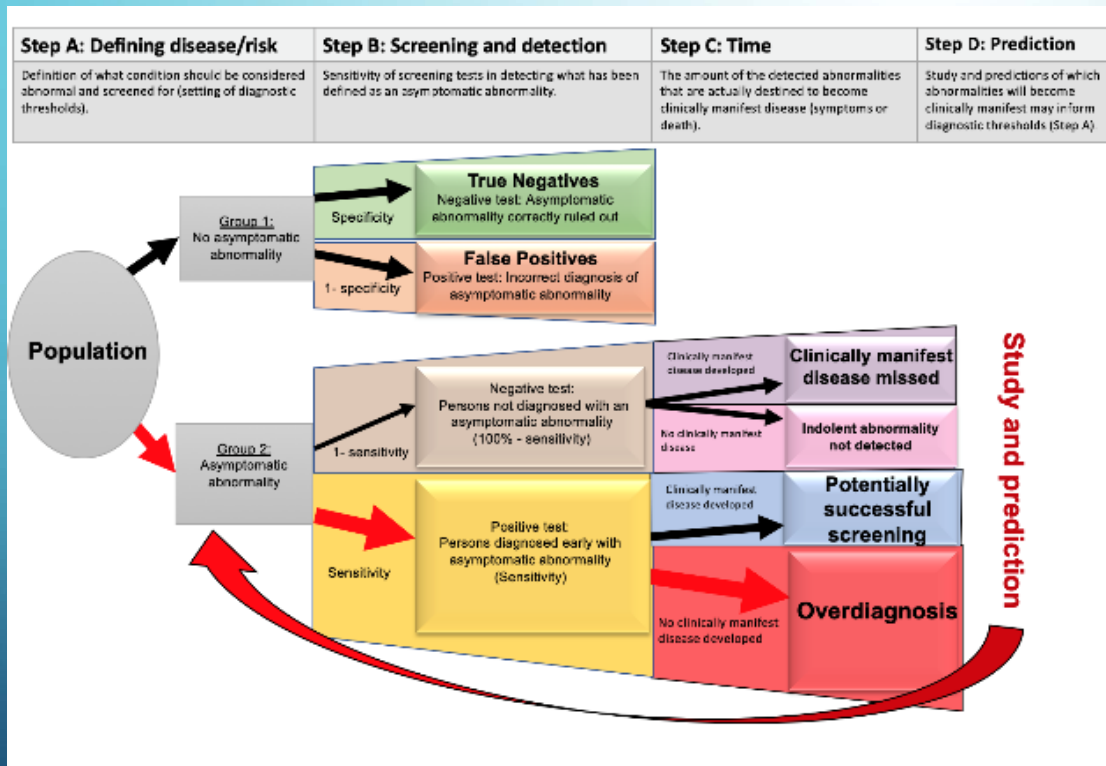 Step A: Defining disease/risk
Definition of what condition should be considered
abnormal and screened for (setting of diagnostic
thresholds).
Step B: Screening and detection
Sensitivity of screening tests in detecting what has been
defined as an asymptomatic abnormality.
Step C: Time
The amount of the detected abnormalities
that are actually destined to become
clinically manifest disease (symptoms or
death).
Step D: Prediction
Study and predictions of which
abnormalities will become
clinically manifest may inform
diagnostic thresholds (Step A)
Population
Group 1:
No asymptomatic
abnormality
Specificity
True Negatives
Negative test: Asymptomatic
abnormality correctly ruled out
1- specificity
False Positives
Positive test: Incorrect diagnosis of
asymptomatic abnormality
Group 2:
Asymptomatic
abnormality
1- sensitivity
Negative test:
Persons not diagnosed with an
asymptomatic abnormality
(100% - sensitivity)
Clinically manifest
disease developed
Clinically manifest
disease missed
No clinically manifest
disease
Indolent abnormality
not detected
Sensitivity
Positive test:
Persons diagnosed early with
asymptomatic abnormality
(Sensitivity)
Clinically manifest
disease developed
Potentially
successful
screening
No clinically manifest
disease developed
Overdiagnosis
Study and prediction